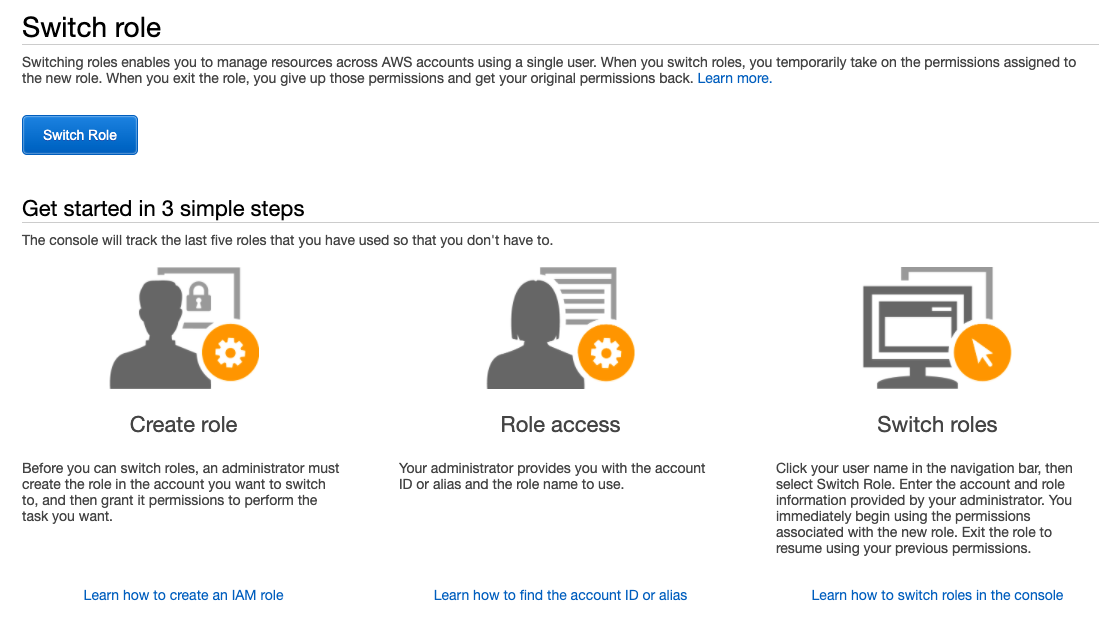 Switch role
Switching roles enables you to manage resources across AWS accounts using a single user. When you switch roles, you temporarily take on the permissions assigned to
the new role. When you exit the role, you give up those permissions and get your original permissions back. Learn more.
Switch Role
Get started in 3 simple steps
The console will track the last five roles that you have used so that you don't have to.
Create role
Before you can switch roles, an administrator must
create the role in the account you want to switch
to, and then grant it permissions to perform the
task you want.
Learn how to create an IAM role
Role access
Your administrator provides you with the account
ID or alias and the role name to use.
Learn how to find the account ID or alias
Switch roles
Click your user name in the navigation bar, then
select Switch Role. Enter the account and role
information provided by your administrator. You
immediately begin using the permissions
associated with the new role. Exit the role to
resume using your previous permissions.
Learn how to switch roles in the console